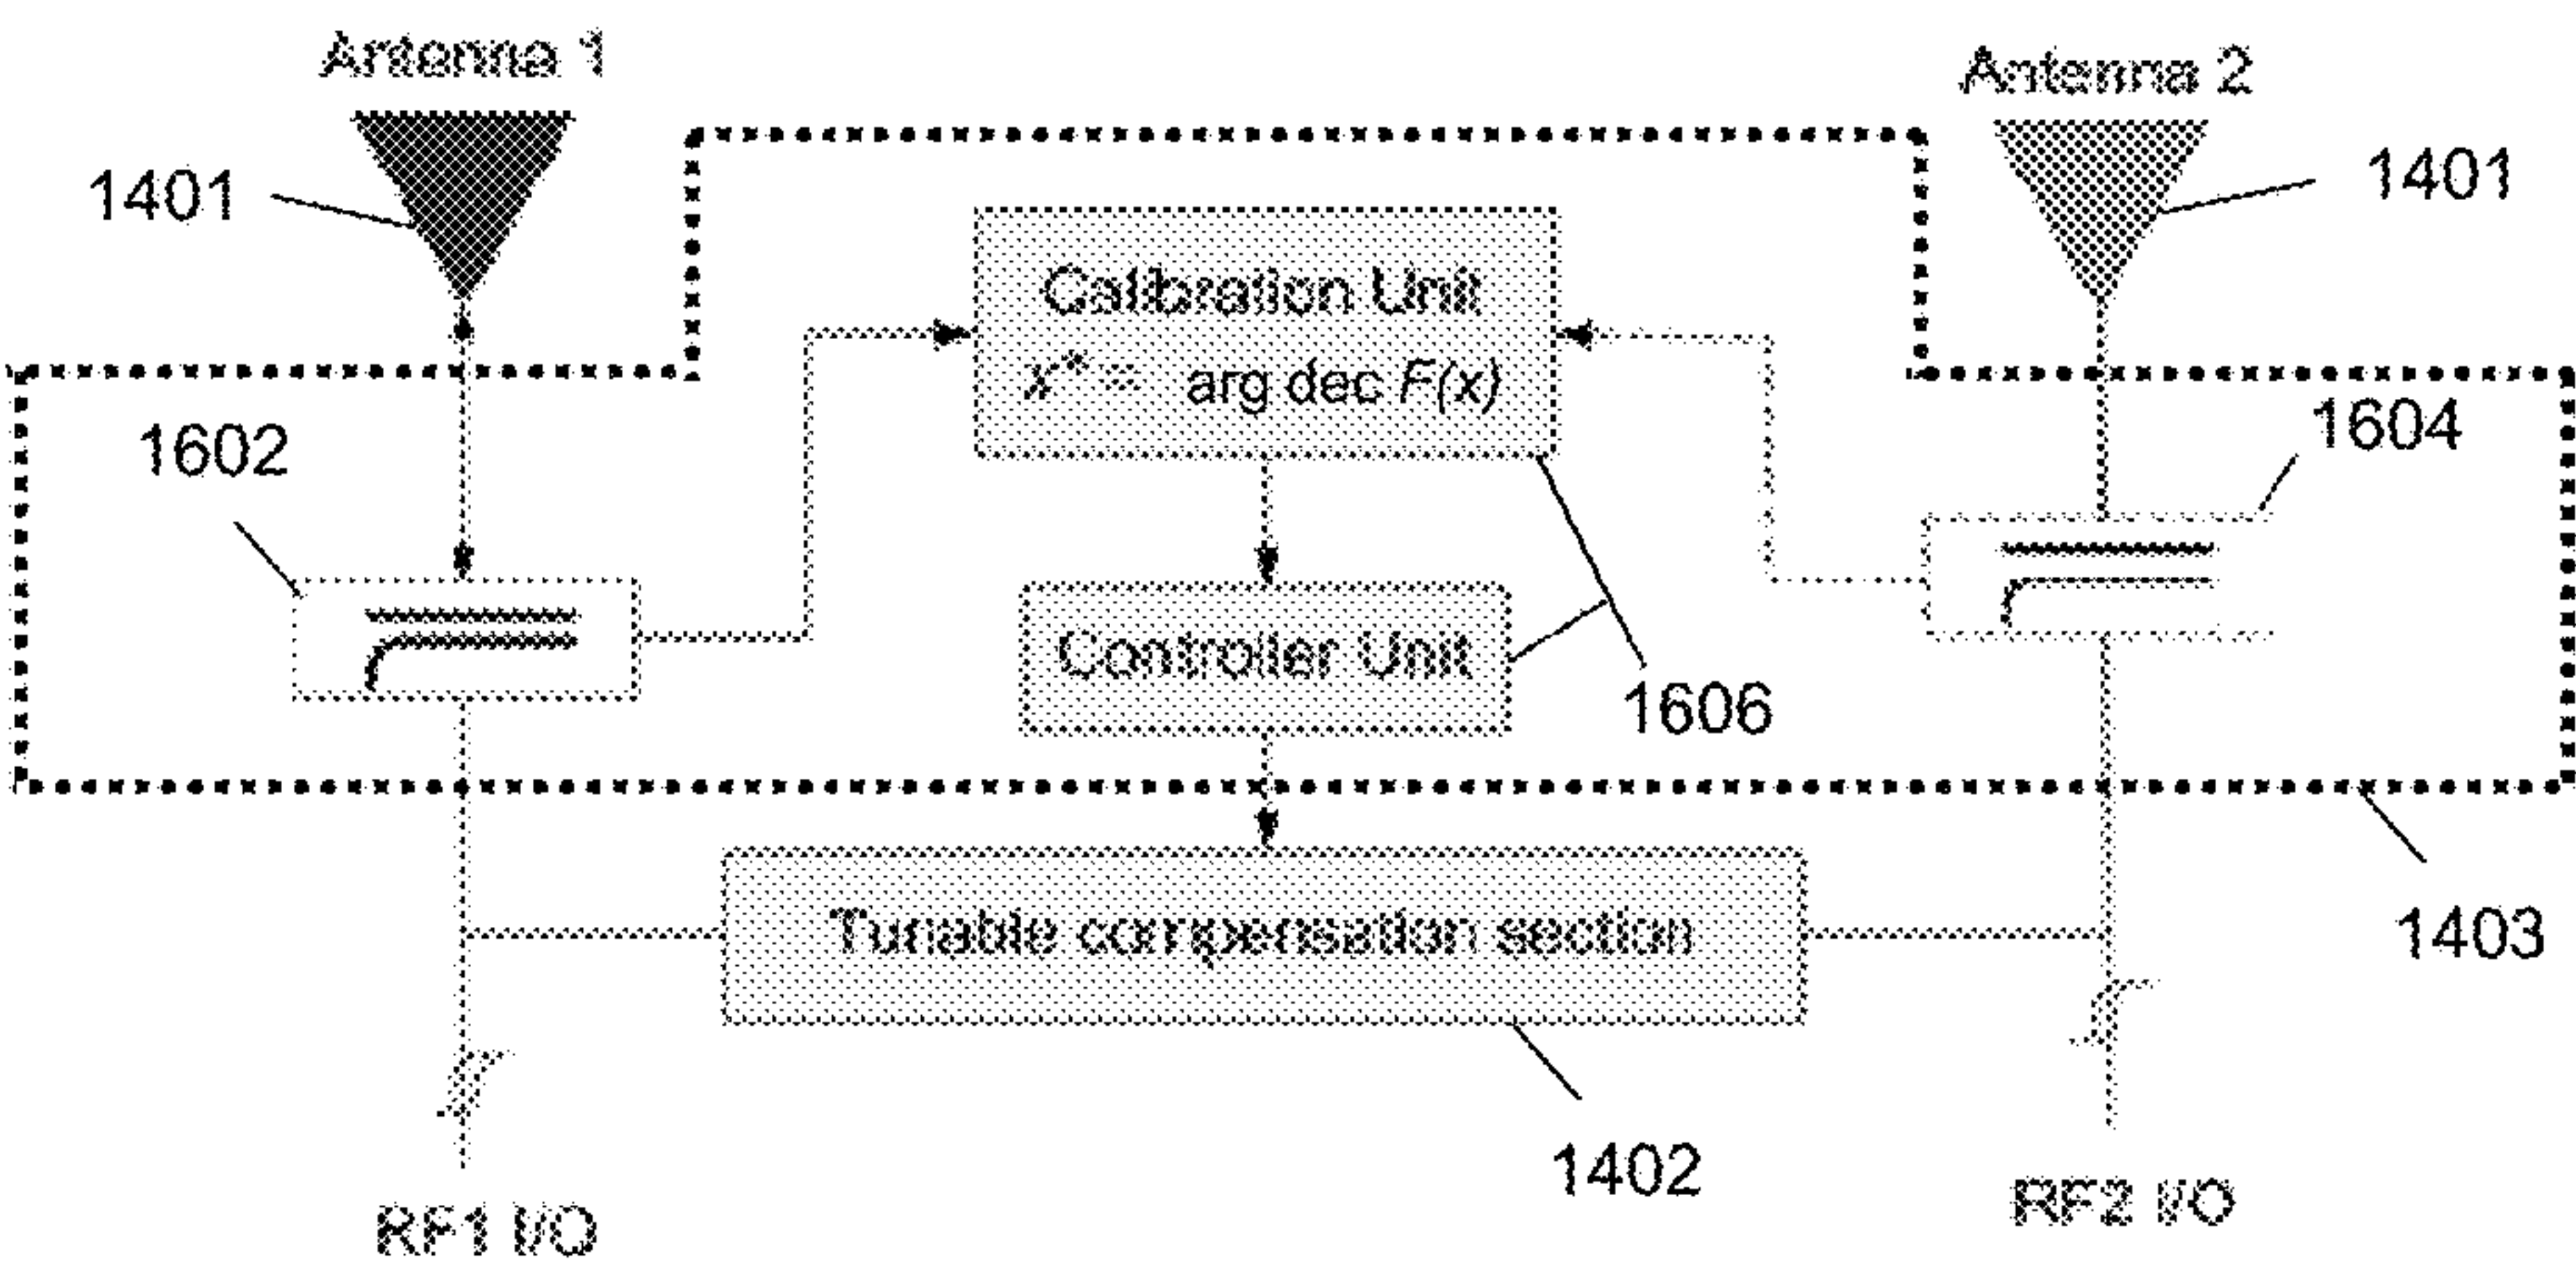 Antenna 1
Antenna 2
1401
1401
Calibration Unit
x* = arg dec F(x)
1602
1604
Controller Unit
1606
Tunable compensation section
1403
1402
RF1 I/O
RF2 I/O